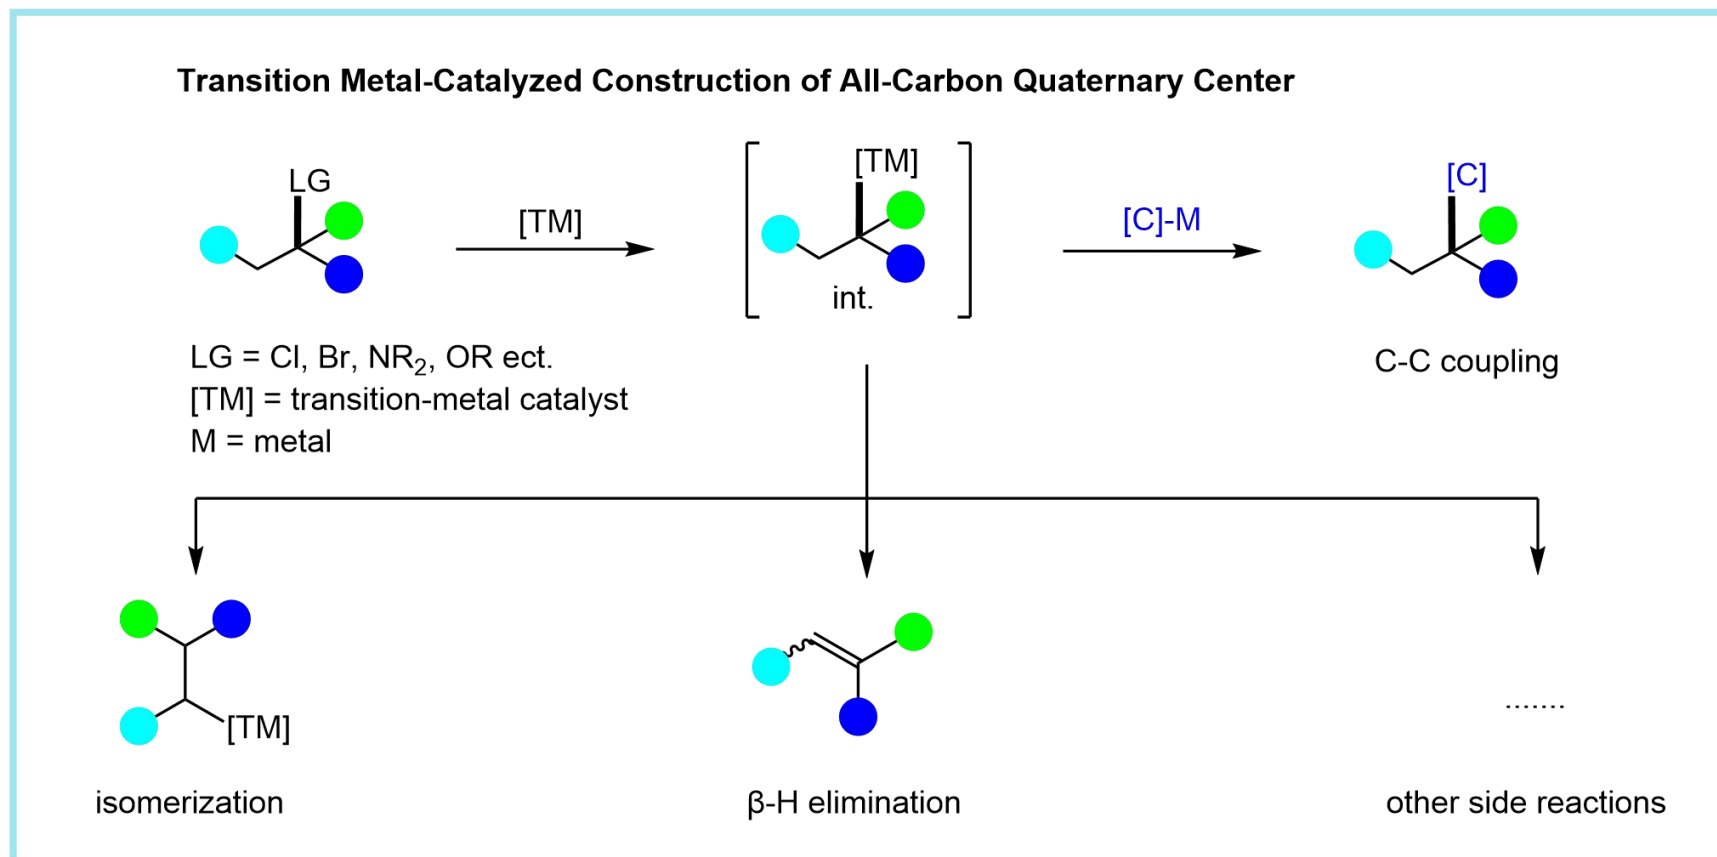 Transition Metal-Catalyzed Construction of All-Carbon Quaternary Center
LG
[TM]
[TM]
int.
[C]-M
[C]
C-C coupling
LG = Cl, Br, NR₂, OR ect.
[TM] = transition-metal catalyst
M = metal
[TM]
isomerization
β-H elimination
.......
other side reactions